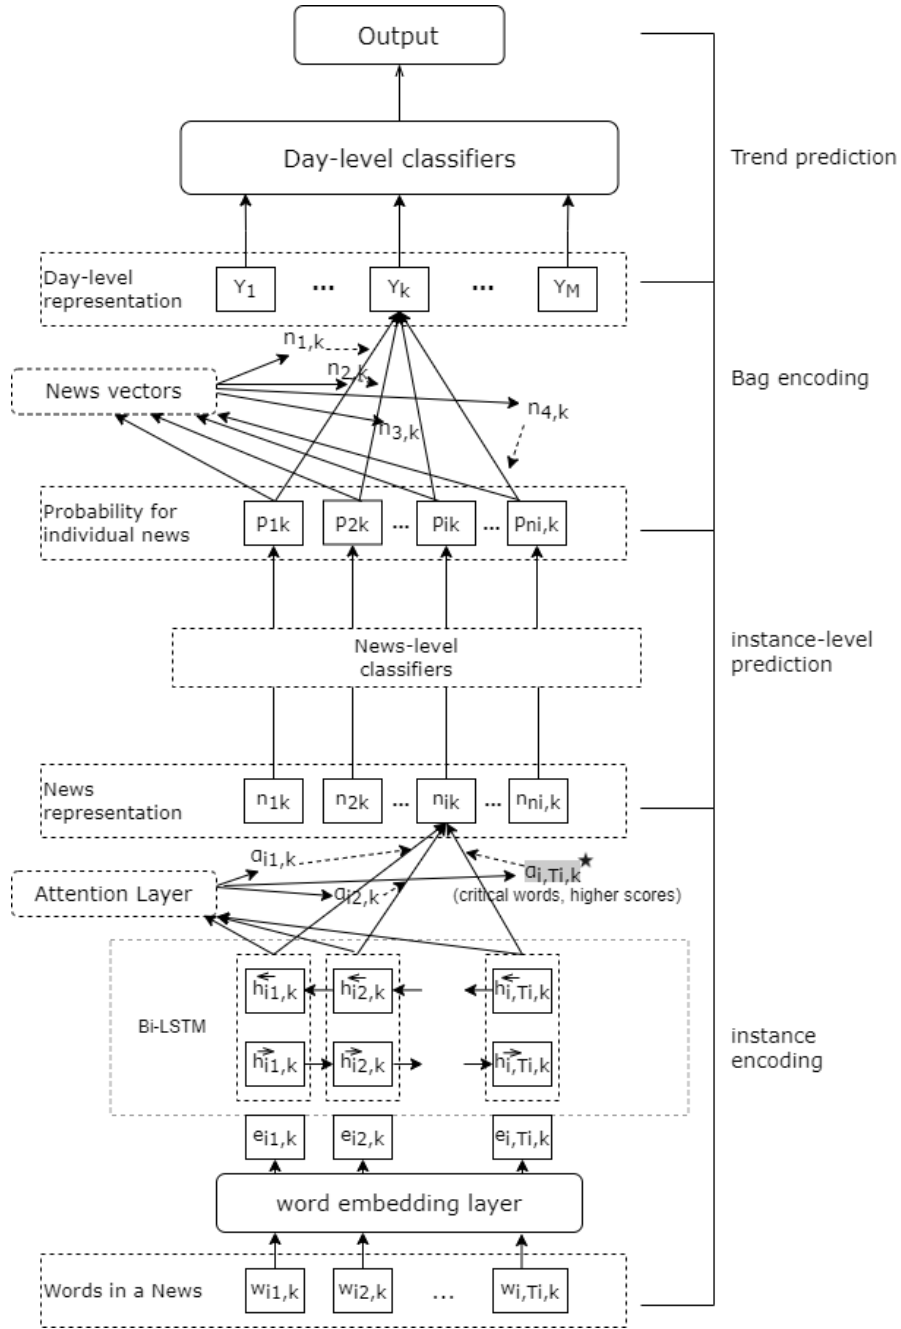 Output
Day-level classifiers
Trend prediction
Day-level
representation
Y1 ... Yk ... YM
n1,k
n2,k
News vectors
n3,k
n4,k
Bag encoding
Probability for
individual news
p1k p2k ... pik ... pni,k
News-level
classifiers
instance-level
prediction
News
representation
n1k n2k ... nik ... nni,k
ai1,k
Attention Layer
ai2,k
ai,Ti,k★
(critical words, higher scores)
Bi-LSTM
hi1,k hi2,k hi,Ti,k
hi1,k hi2,k hi,Ti,k
instance
encoding
ei1,k ei2,k ei,Ti,k
word embedding layer
Words in a News
wi1,k wi2,k ... wi,Ti,k